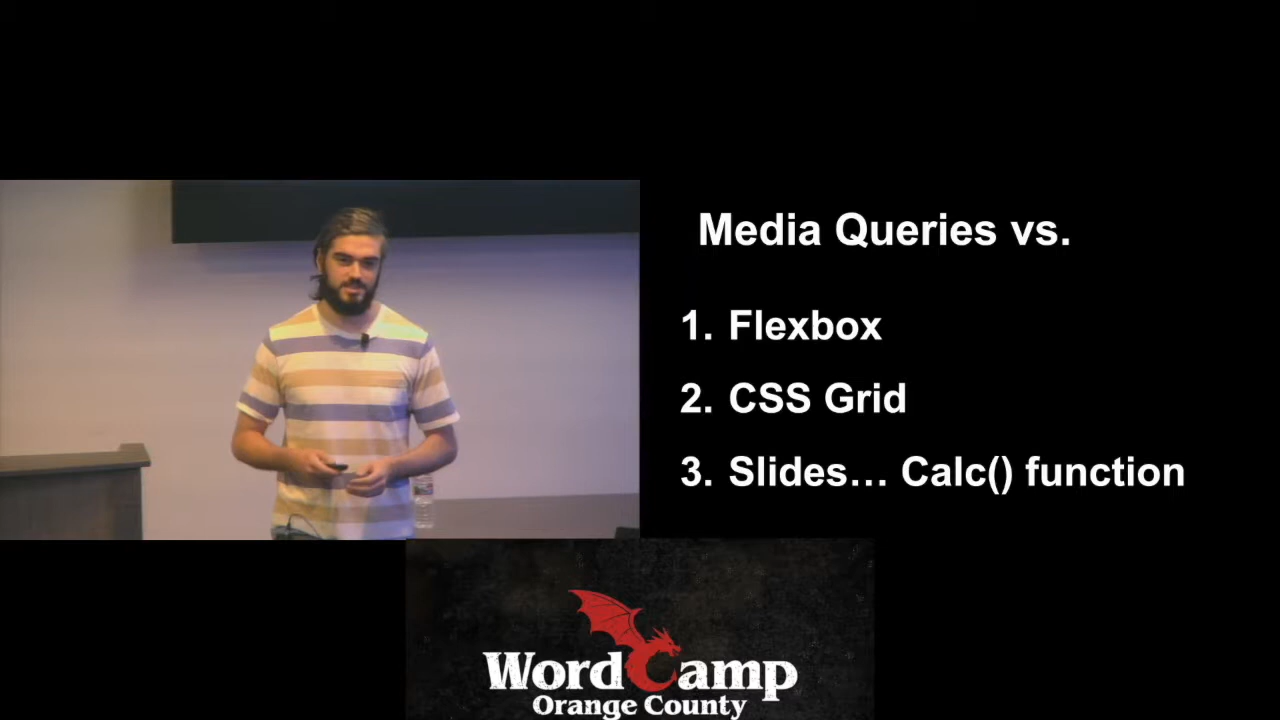 Media Queries vs.
1. Flexbox
2. CSS Grid
3. Slides… Calc() function
WordCamp
Orange County